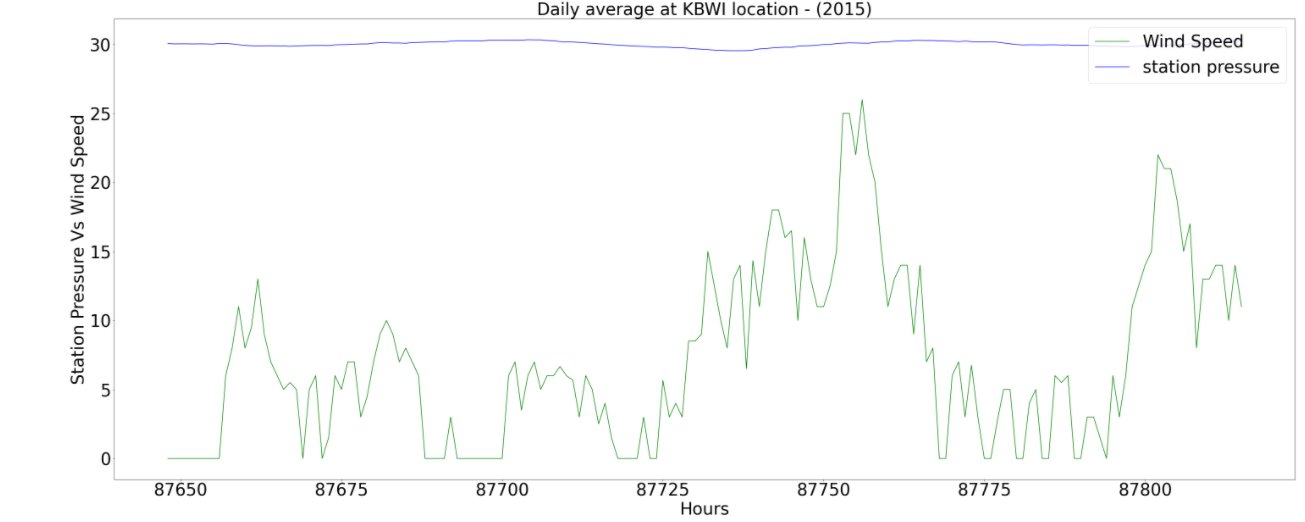 Daily average at KBWI location - (2015)
Wind Speed
station pressure
Station Pressure Vs Wind Speed
30
25
20
15
10
5
0
87650 87675 87700 87725 87750 87775 87800
Hours